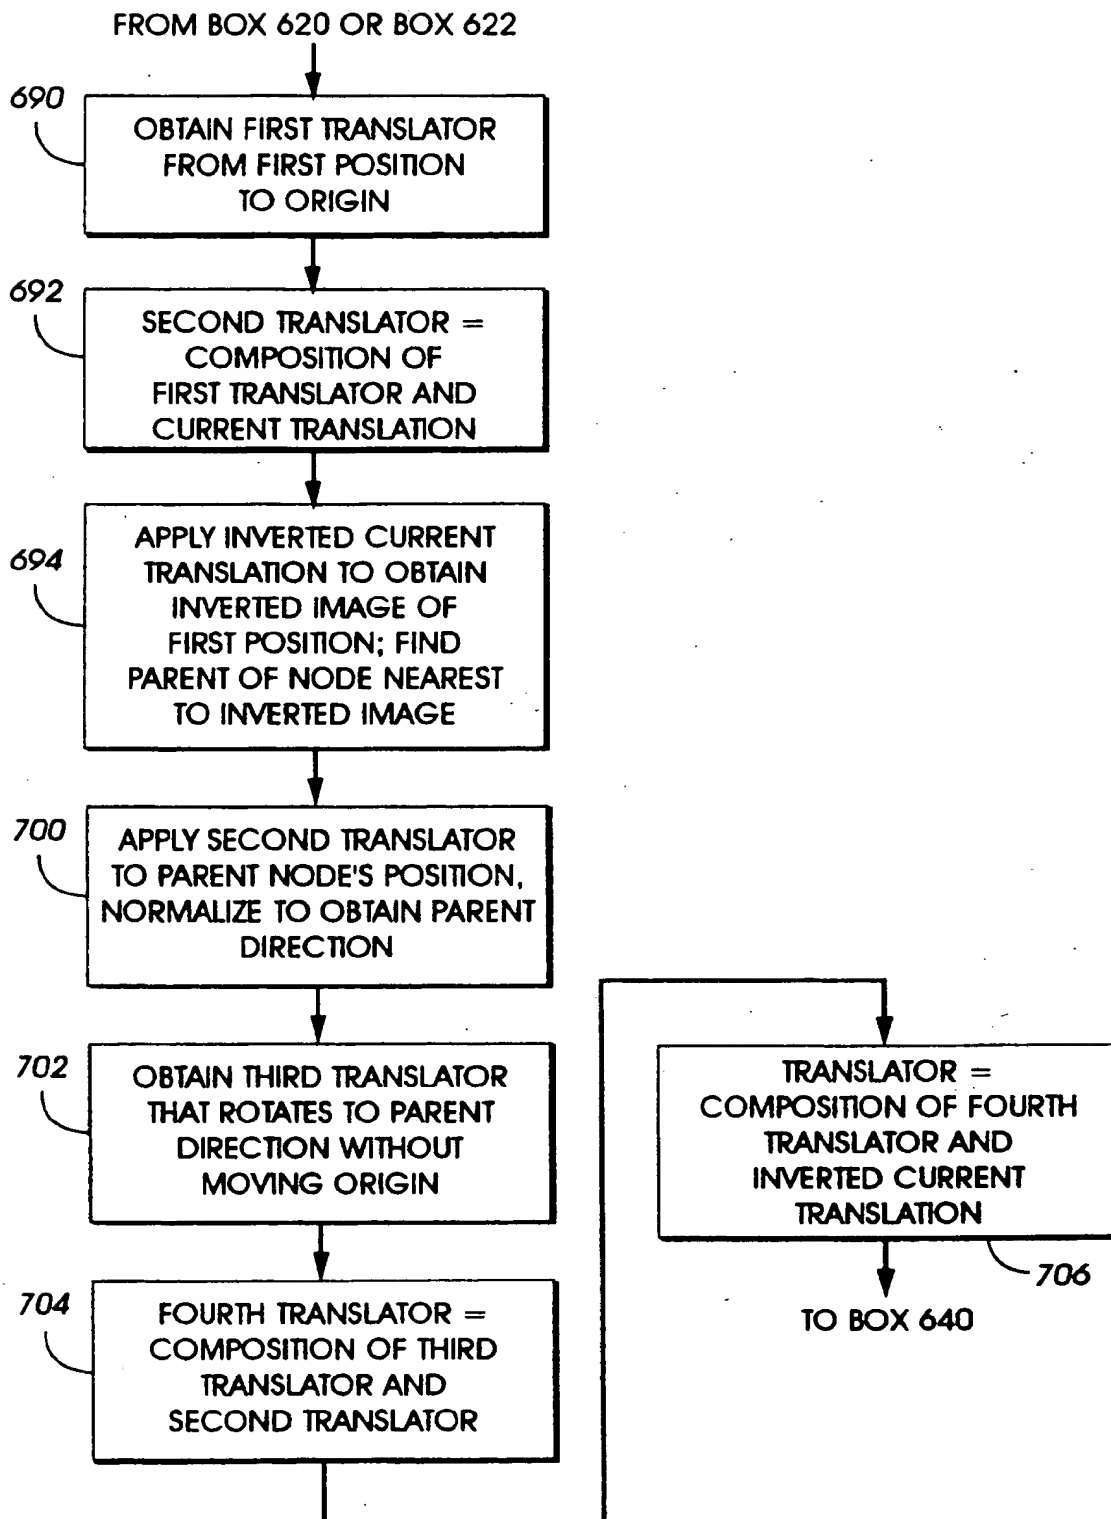 FROM BOX 620 OR BOX 622
690
OBTAIN FIRST TRANSLATOR
FROM FIRST POSITION
TO ORIGIN
692
SECOND TRANSLATOR =
COMPOSITION OF
FIRST TRANSLATOR AND
CURRENT TRANSLATION
694
APPLY INVERTED CURRENT
TRANSLATION TO OBTAIN
INVERTED IMAGE OF
FIRST POSITION; FIND
PARENT OF NODE NEAREST
TO INVERTED IMAGE
700
APPLY SECOND TRANSLATOR
TO PARENT NODE'S POSITION,
NORMALIZE TO OBTAIN PARENT
DIRECTION
702
OBTAIN THIRD TRANSLATOR
THAT ROTATES TO PARENT
DIRECTION WITHOUT
MOVING ORIGIN
704
FOURTH TRANSLATOR =
COMPOSITION OF THIRD
TRANSLATOR AND
SECOND TRANSLATOR
TRANSLATOR =
COMPOSITION OF FOURTH
TRANSLATOR AND
INVERTED CURRENT
TRANSLATION
706
TO BOX 640